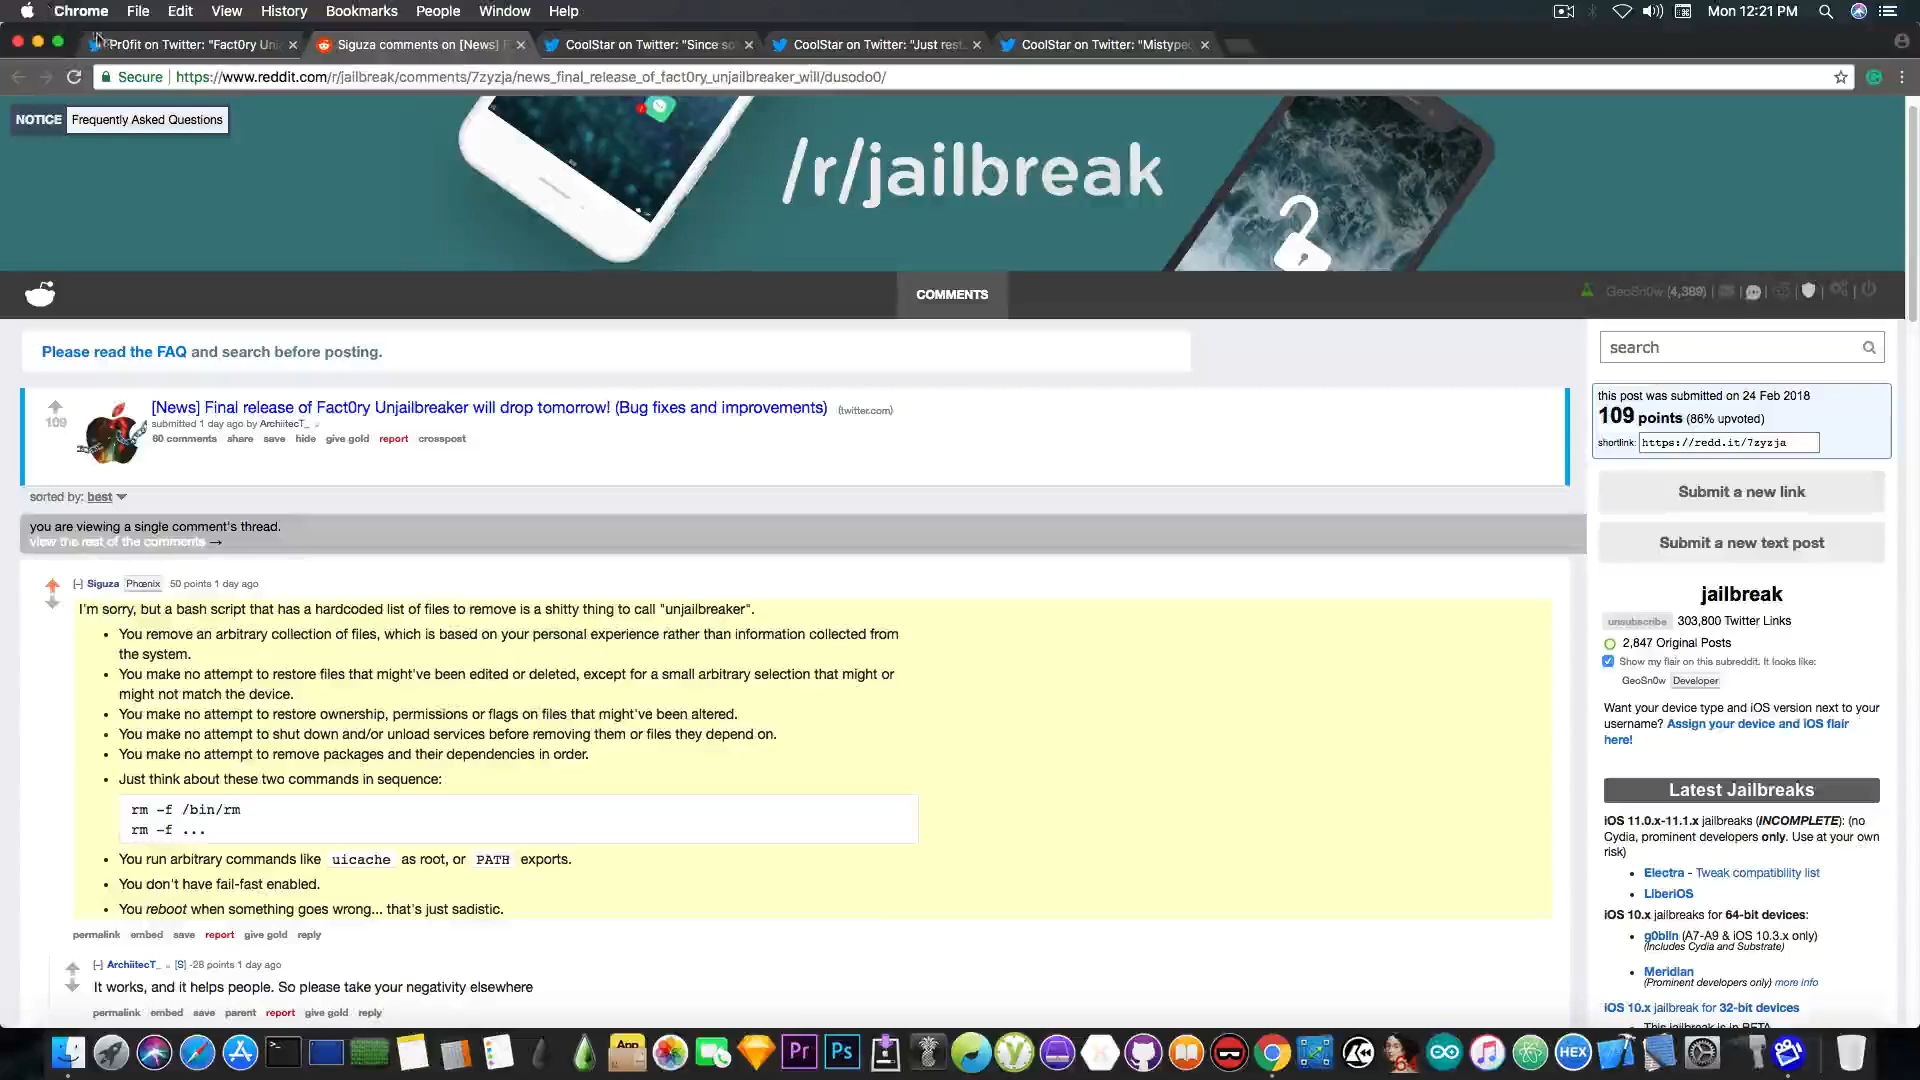 Chrome File Edit View History Bookmarks People Window Help Mon 12:21 PM
Pr0fit on Twitter: "Fact0ry Uni Siguza comments on [News] F CoolStar on Twitter: "Since so CoolStar on Twitter: "Just rest CoolStar on Twitter: "Mistyped
Secure https://www.reddit.com/r/jailbreak/comments/7zyzja/news_final_release_of_fact0ry_unjailbreaker_will/dusodo0/
NOTICE Frequently Asked Questions
/r/jailbreak
COMMENTS
GeoSn0w (4,389)
Please read the FAQ and search before posting.
search
109
[News] Final release of Fact0ry Unjailbreaker will drop tomorrow! (Bug fixes and improvements) (twitter.com)
submitted 1 day ago by ArchiitecT_
60 comments share save hide give gold report crosspost
this post was submitted on 24 Feb 2018
109 points (86% upvoted)
shortlink: https://redd.it/7zyzja
sorted by: best
you are viewing a single comment's thread.
view the rest of the comments →
Submit a new link
Submit a new text post
[-] Siguza Phœnix 50 points 1 day ago
I'm sorry, but a bash script that has a hardcoded list of files to remove is a shitty thing to call "unjailbreaker".
• You remove an arbitrary collection of files, which is based on your personal experience rather than information collected from
the system.
• You make no attempt to restore files that might've been edited or deleted, except for a small arbitrary selection that might or
might not match the device.
• You make no attempt to restore ownership, permissions or flags on files that might've been altered.
• You make no attempt to shut down and/or unload services before removing them or files they depend on.
• You make no attempt to remove packages and their dependencies in order.
• Just think about these two commands in sequence:
rm -f /bin/rm
rm -f ...
• You run arbitrary commands like uicache as root, or PATH exports.
• You don't have fail-fast enabled.
• You reboot when something goes wrong... that's just sadistic.
permalink embed save report give gold reply
[-] ArchiitecT_ [S] -28 points 1 day ago
It works, and it helps people. So please take your negativity elsewhere
permalink embed save parent report give gold reply
jailbreak
unsubscribe 303,800 Twitter Links
2,847 Original Posts
Show my flair on this subreddit. It looks like:
GeoSn0w Developer
Want your device type and iOS version next to your
username? Assign your device and iOS flair
here!
Latest Jailbreaks
iOS 11.0.x-11.1.x jailbreaks (INCOMPLETE): (no
Cydia, prominent developers only. Use at your own
risk)
• Electra - Tweak compatibility list
• LiberiOS
iOS 10.x jailbreaks for 64-bit devices:
• g0blin (A7-A9 & iOS 10.3.x only)
(Includes Cydia and Substrate)
• Meridian
(Prominent developers only) more info
iOS 10.x jailbreak for 32-bit devices
This jailbreak is in BETA
App Pr Ps HEX